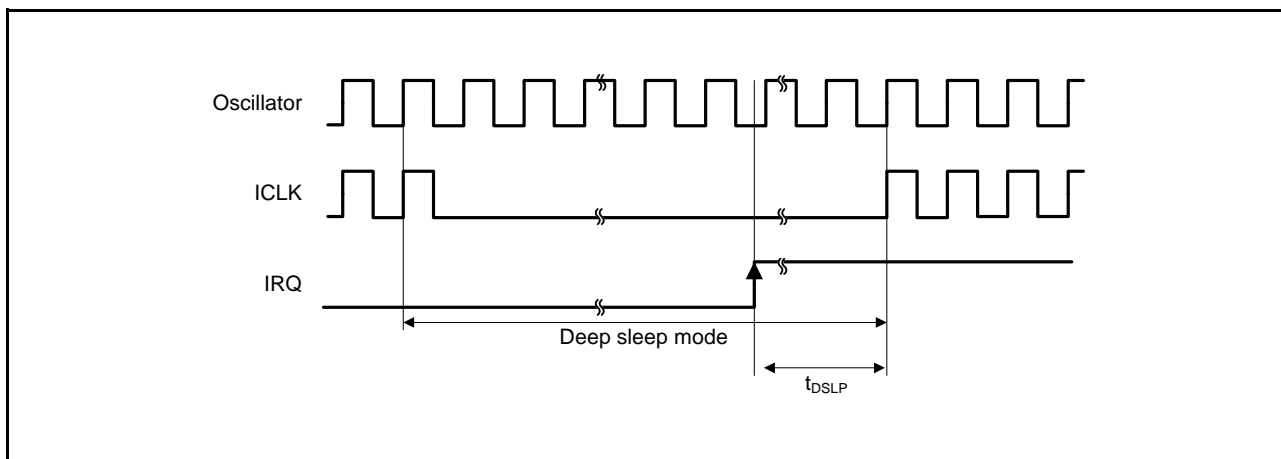 Oscillator
ICLK
IRQ
Deep sleep mode
tDSLP